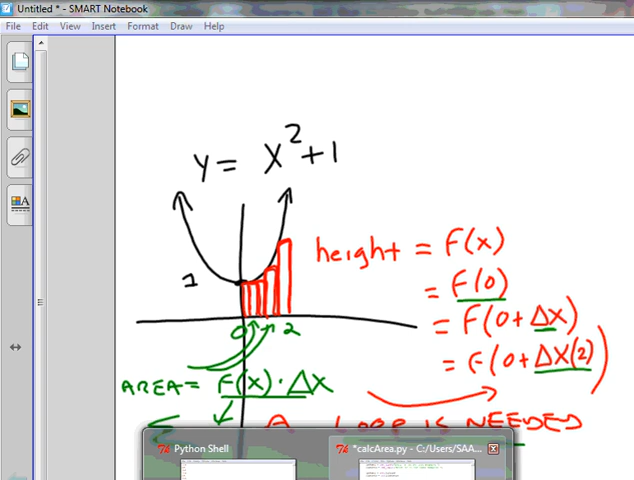 Untitled * - SMART Notebook
File Edit View Insert Format Draw Help
y = x²+1
height = F(x)
1
= F(0)
= F(0+Δx)
0 2
= F(0+Δx(2))
AREA = F(x)·Δx
A LOOP IS NEEDED
Python Shell
*calcArea.py - C:/Users/SAA...